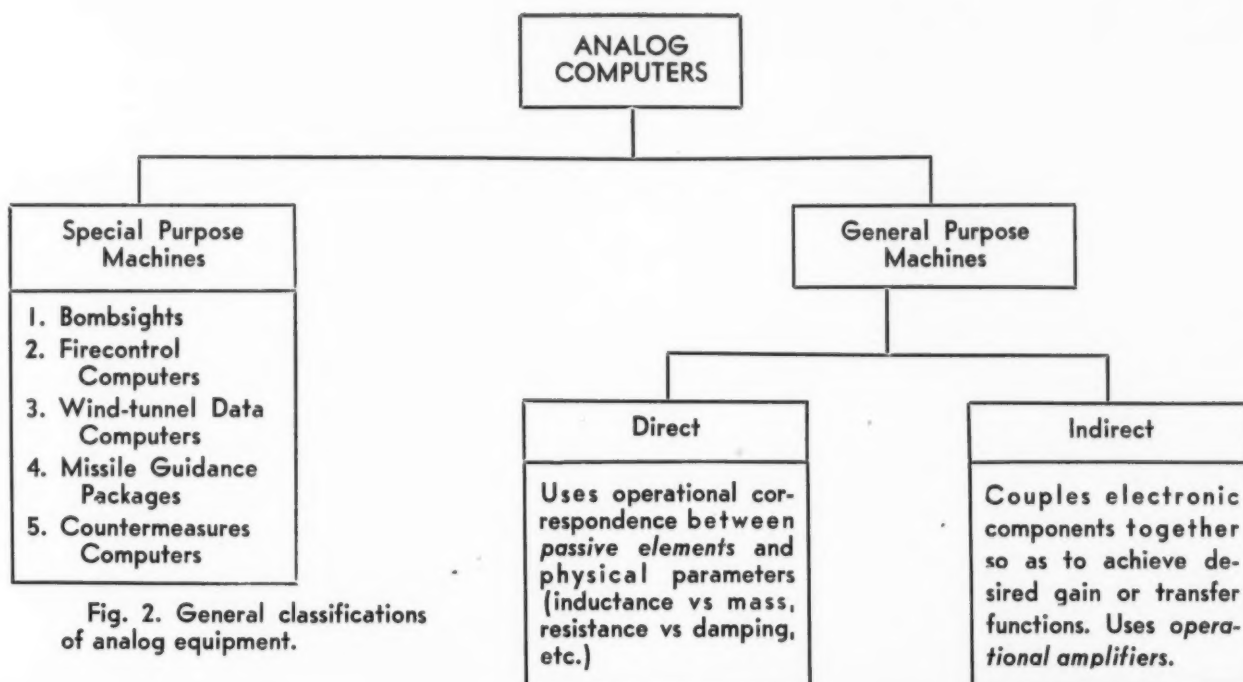 ANALOG
COMPUTERS
Special Purpose
Machines
1. Bombsights
2. Firecontrol
Computers
3. Wind-tunnel Data
Computers
4. Missile Guidance
Packages
5. Countermeasures
Computers
Fig. 2. General classifications
of analog equipment.
General Purpose
Machines
Direct
Uses operational cor-
respondence between
passive elements and
physical parameters
(inductance vs mass,
resistance vs damping,
etc.)
Indirect
Couples electronic
components together
so as to achieve de-
sired gain or transfer
functions. Uses opera-
tional amplifiers.